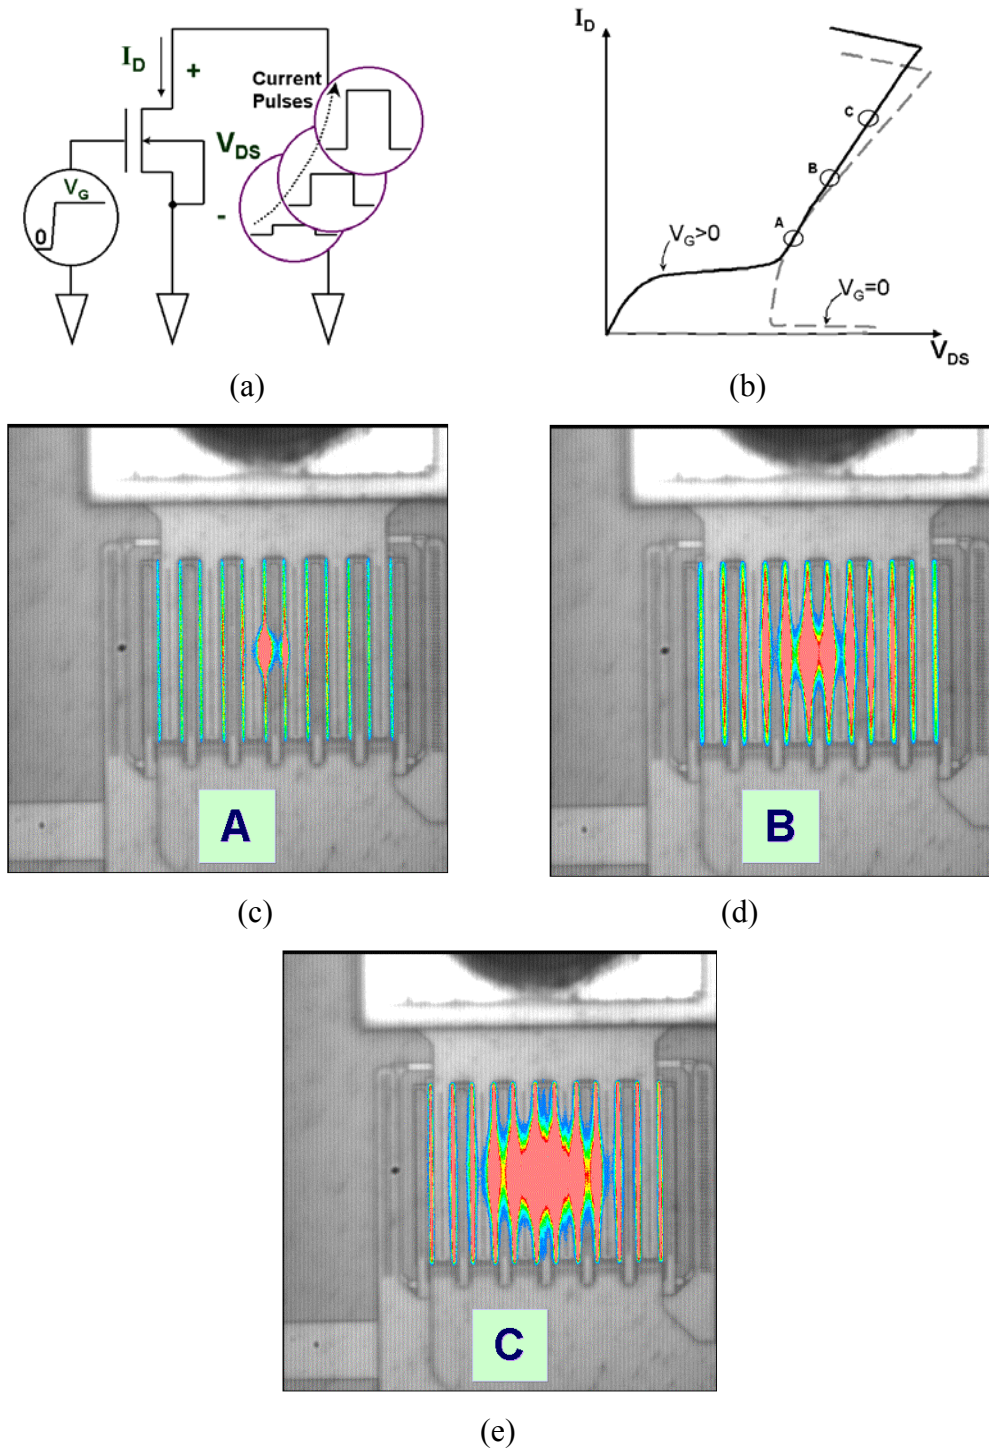 I_D
+
Current
Pulses
V_DS
V_G
0
-
(a)
I_D
C
B
A
V_G>0
V_G=0
V_DS
(b)
A
(c)
B
(d)
C
(e)